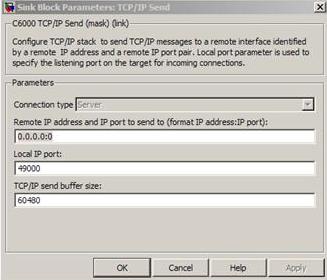 Sink Block Parameters: TCP/IP Send
C6000 TCP/IP Send (mask) (link)
Configure TCP/IP stack to send TCP/IP messages to a remote interface identified
by a remote IP address and a remote IP port pair. Local port parameter is used to
specify the listening port on the target for incoming connections.
Parameters
Connection type Server
Remote IP address and IP port to send to (format IP address:IP port):
0.0.0.0:0
Local IP port:
49000
TCP/IP send buffer size:
60480
OK Cancel Help Apply